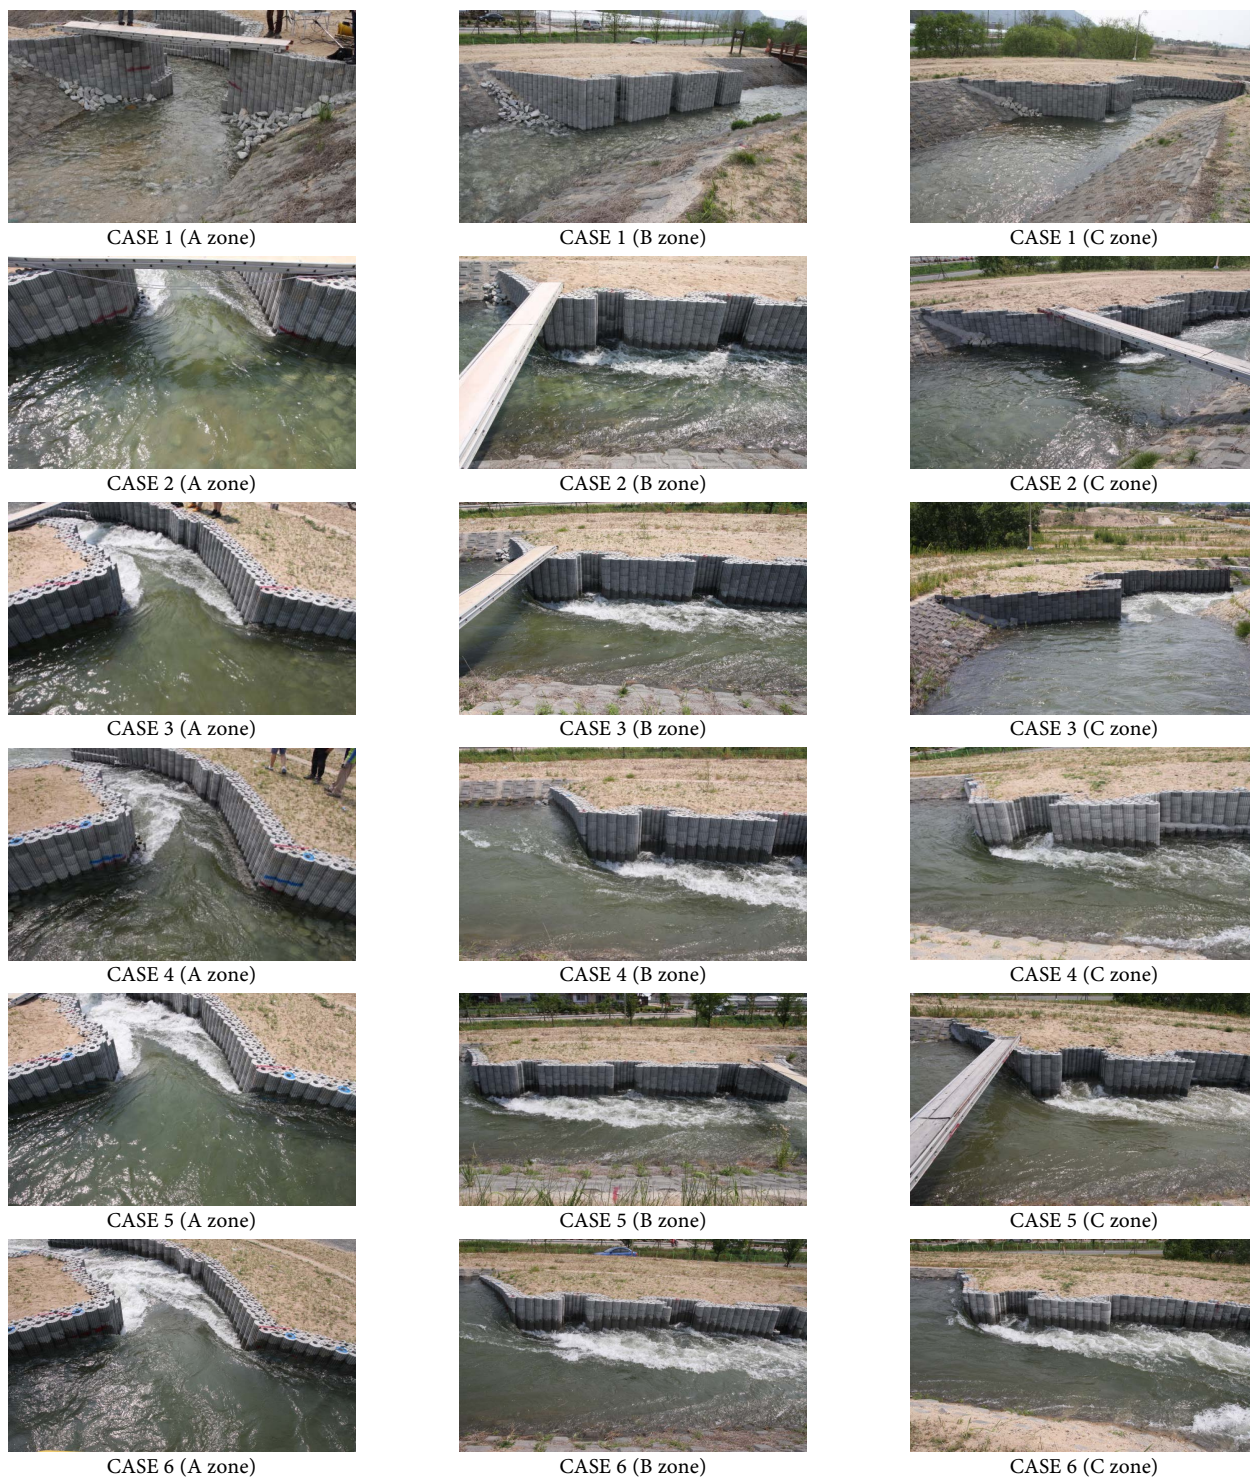 CASE 1 (A zone)
CASE 1 (B zone)
CASE 1 (C zone)
CASE 2 (A zone)
CASE 2 (B zone)
CASE 2 (C zone)
CASE 3 (A zone)
CASE 3 (B zone)
CASE 3 (C zone)
CASE 4 (A zone)
CASE 4 (B zone)
CASE 4 (C zone)
CASE 5 (A zone)
CASE 5 (B zone)
CASE 5 (C zone)
CASE 6 (A zone)
CASE 6 (B zone)
CASE 6 (C zone)